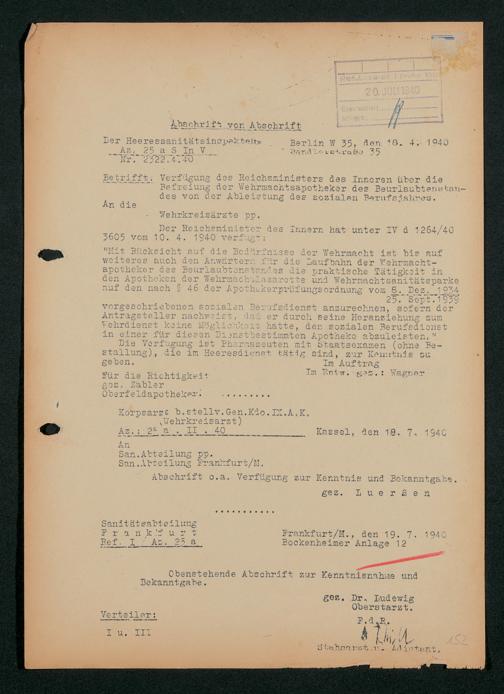 20. JULI 1940
Abschrift von Abschrift
Der Heeressanitätsinspekteur
Az. 25 a S In V
Nr. 2322.4.40
Berlin W 35, den 18. 4. 1940
Bendlerstraße 35
Betrifft: Verfügung des Reichsministers des Inneren über die
Befreiung der Wehrmachtsapotheker des Beurlaubtenstan-
des von der Ableistung des sozialen Berufsjahres.
An die
Wehrkreisärzte pp.
Der Reichsminister des Innern hat unter IV d 1264/40
3605 vom 10. 4. 1940 verfügt:
"Mit Rücksicht auf die Bedürfnisse der Wehrmacht ist bis auf
weiteres auch den Anwärtern für die Laufbahn der Wehrmacht-
apotheker des Beurlaubtenstandes die praktische Tätigkeit in
den Apotheken der Wehrmachtlazarette und Wehrmachtsanitätsparke
auf den nach § 46 der Apothekerprüfungsordnung vom 8. Dez. 1934
25. Sept. 1939
vorgeschriebenen sozialen Berufsdienst anzurechnen, sofern der
Antragsteller nachweist, daß er durch seine Heranziehung zum
Wehrdienst keine Möglichkeit hatte, den sozialen Berufsdienst
in einer für diesen Dienst bestimmten Apotheke abzuleisten."
Die Verfügung ist Pharmazeuten mit Staatsexamen (ohne Be-
stallung), die im Heeresdienst tätig sind, zur Kenntnis zu
geben.
Im Auftrag
Für die Richtigkeit:
Im Entw. gez.: Wagner
gez. Zabler
Oberfeldapotheker.
.........
Korpsarzt b.stellv.Gen.Kdo.IX.A.K.
(Wehrkreisarzt)
Az.: 25 a . II . 40
Kassel, den 18. 7. 1940
An
San.Abteilung pp.
San.Abteilung Frankfurt/M.
Abschrift o.a. Verfügung zur Kenntnis und Bekanntgabe.
gez. L u e r ß e n
...........
Sanitätsabteilung
F r a n k f u r t
Ref. I / Az. 25 a
Frankfurt/M., den 19. 7. 1940
Bockenheimer Anlage 12
Obenstehende Abschrift zur Kenntnisnahme und
Bekanntgabe.
gez. Dr. Ludewig
Oberstarzt.
Verteiler:
F.d.R.
I u. III
Stabsarzt u. Adjutant.
152